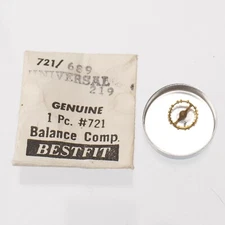 721/ 689
UNIVERSAL
219
GENUINE
1 Pc. #721
Balance Comp.
BESTFIT